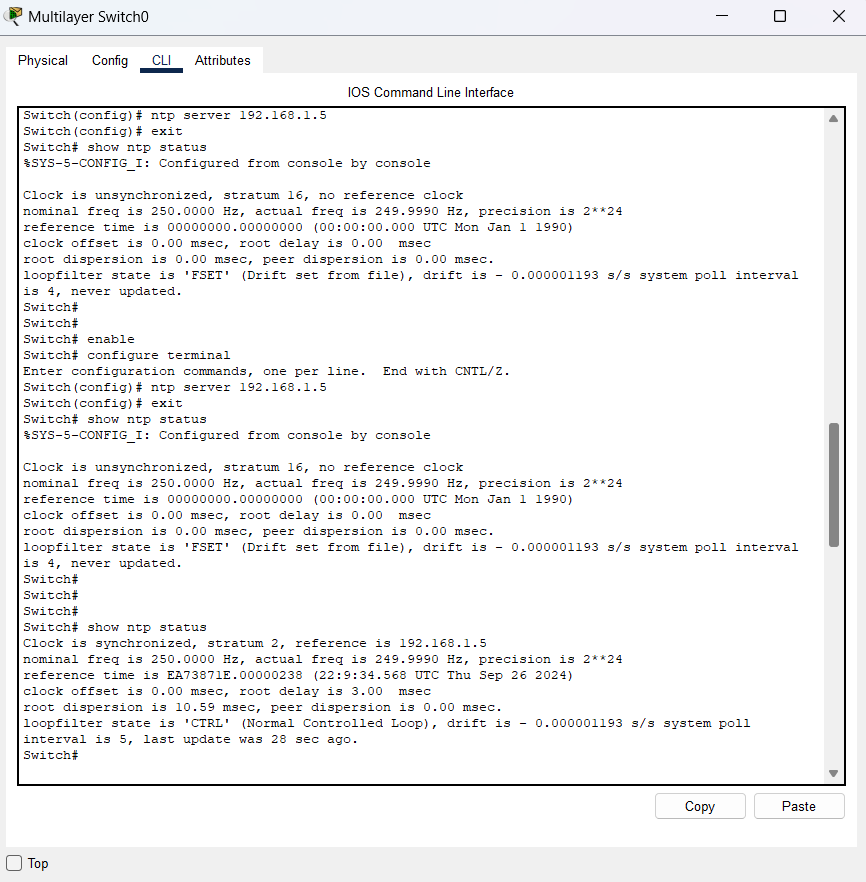 Multilayer Switch0
Physical Config CLI Attributes
IOS Command Line Interface
Switch(config)# ntp server 192.168.1.5
Switch(config)# exit
Switch# show ntp status
%SYS-5-CONFIG_I: Configured from console by console

Clock is unsynchronized, stratum 16, no reference clock
nominal freq is 250.0000 Hz, actual freq is 249.9990 Hz, precision is 2**24
reference time is 00000000.00000000 (00:00:00.000 UTC Mon Jan 1 1990)
clock offset is 0.00 msec, root delay is 0.00  msec
root dispersion is 0.00 msec, peer dispersion is 0.00 msec.
loopfilter state is 'FSET' (Drift set from file), drift is - 0.000001193 s/s system poll interval
is 4, never updated.
Switch#
Switch#
Switch# enable
Switch# configure terminal
Enter configuration commands, one per line.  End with CNTL/Z.
Switch(config)# ntp server 192.168.1.5
Switch(config)# exit
Switch# show ntp status
%SYS-5-CONFIG_I: Configured from console by console

Clock is unsynchronized, stratum 16, no reference clock
nominal freq is 250.0000 Hz, actual freq is 249.9990 Hz, precision is 2**24
reference time is 00000000.00000000 (00:00:00.000 UTC Mon Jan 1 1990)
clock offset is 0.00 msec, root delay is 0.00  msec
root dispersion is 0.00 msec, peer dispersion is 0.00 msec.
loopfilter state is 'FSET' (Drift set from file), drift is - 0.000001193 s/s system poll interval
is 4, never updated.
Switch#
Switch#
Switch#
Switch# show ntp status
Clock is synchronized, stratum 2, reference is 192.168.1.5
nominal freq is 250.0000 Hz, actual freq is 249.9990 Hz, precision is 2**24
reference time is EA73871E.00000238 (22:9:34.568 UTC Thu Sep 26 2024)
clock offset is 0.00 msec, root delay is 3.00  msec
root dispersion is 10.59 msec, peer dispersion is 0.00 msec.
loopfilter state is 'CTRL' (Normal Controlled Loop), drift is - 0.000001193 s/s system poll
interval is 5, last update was 28 sec ago.
Switch#
Copy Paste
Top